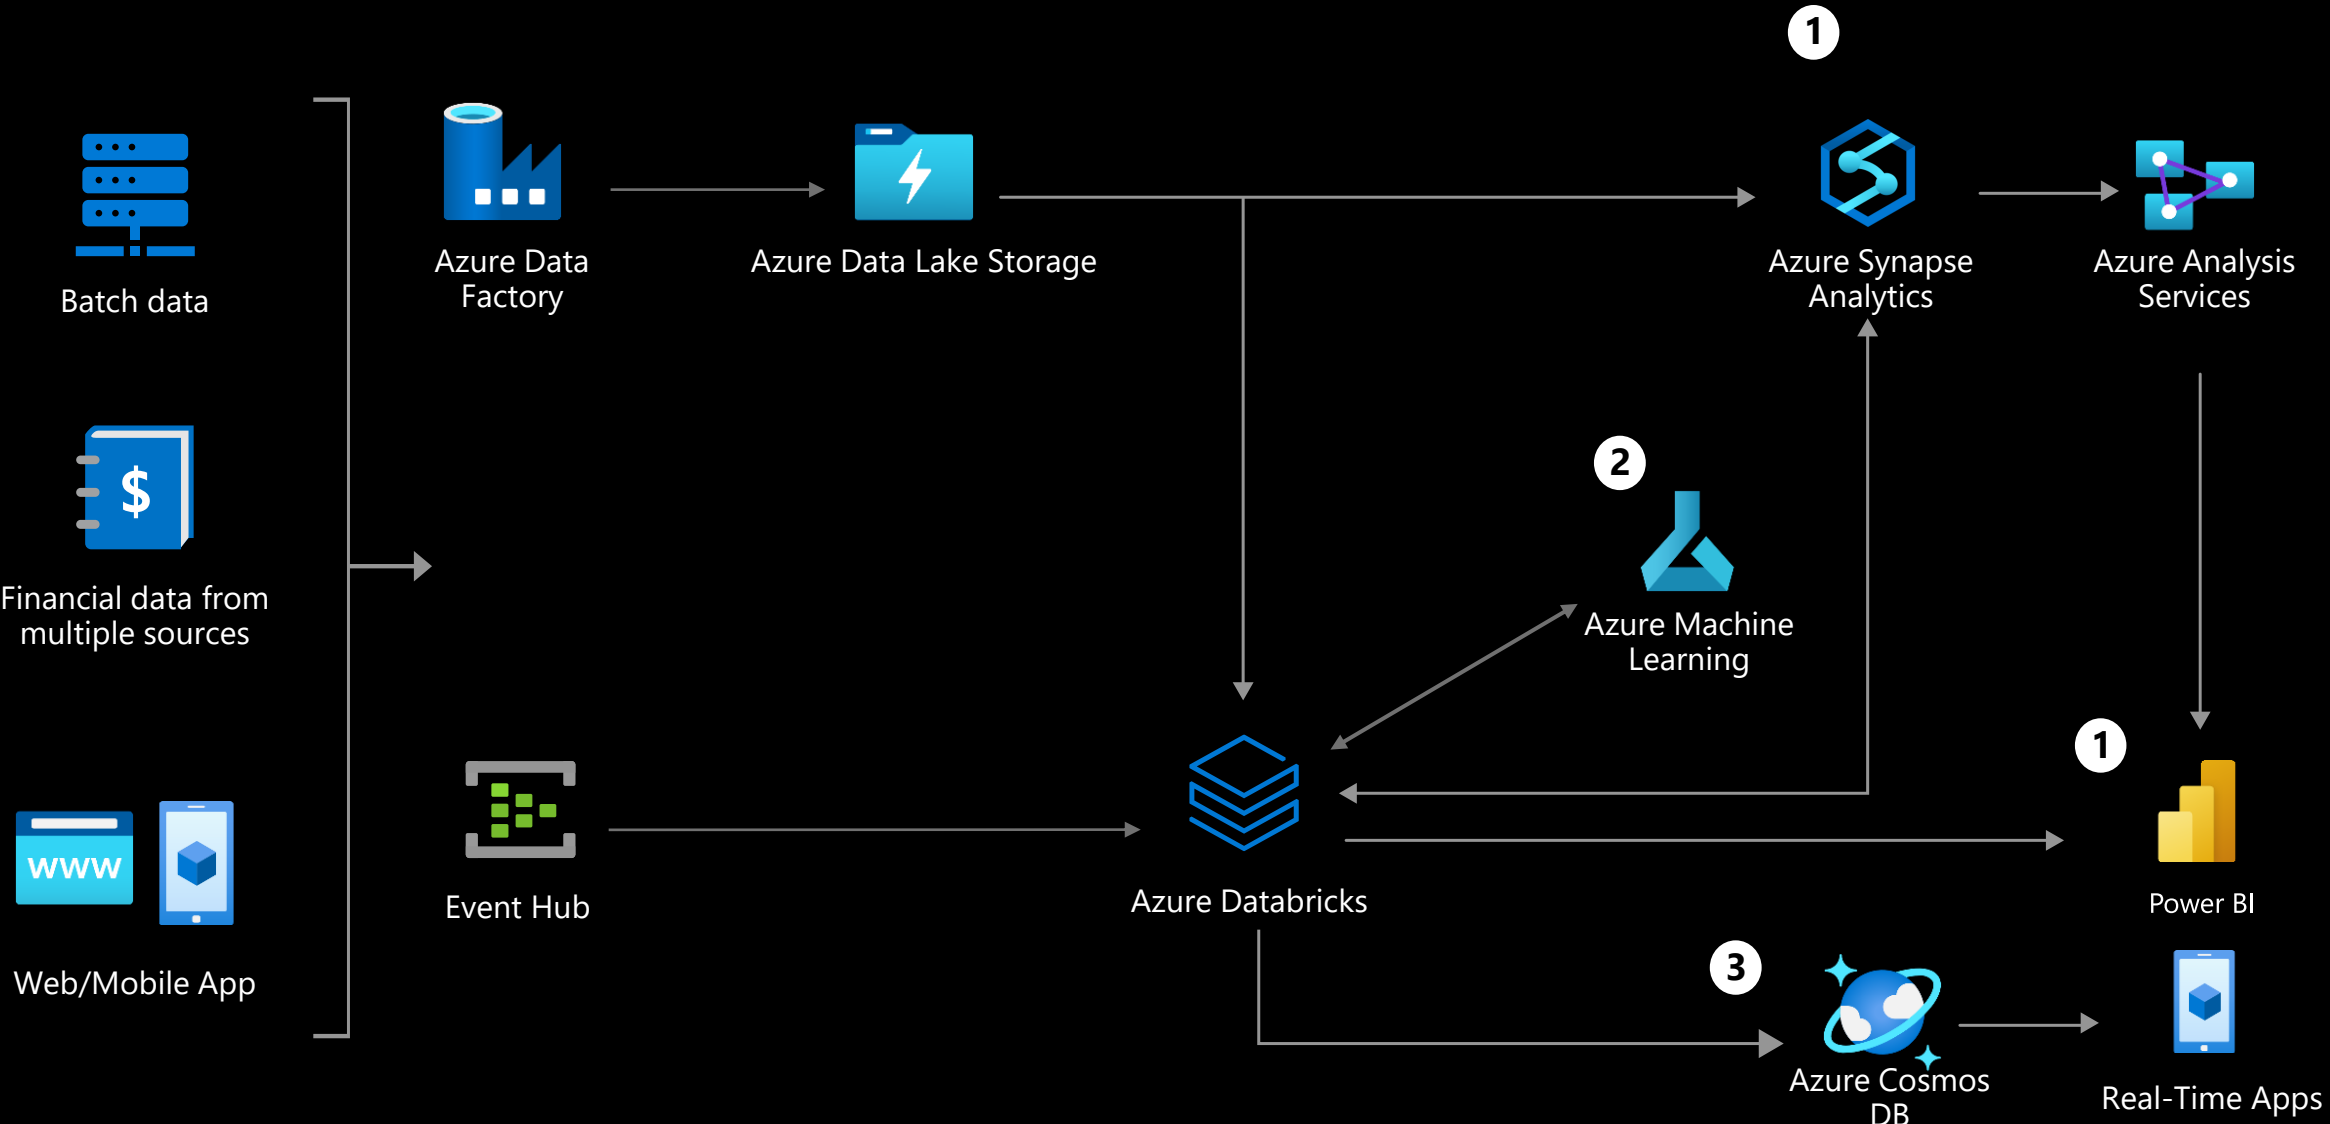 1
Batch data
Azure Data
Factory
Azure Data Lake Storage
Azure Synapse
Analytics
Azure Analysis
Services
$
Financial data from
multiple sources
2
Azure Machine
Learning
1
www
Web/Mobile App
Event Hub
Azure Databricks
Power BI
3
Azure Cosmos
DB
Real-Time Apps